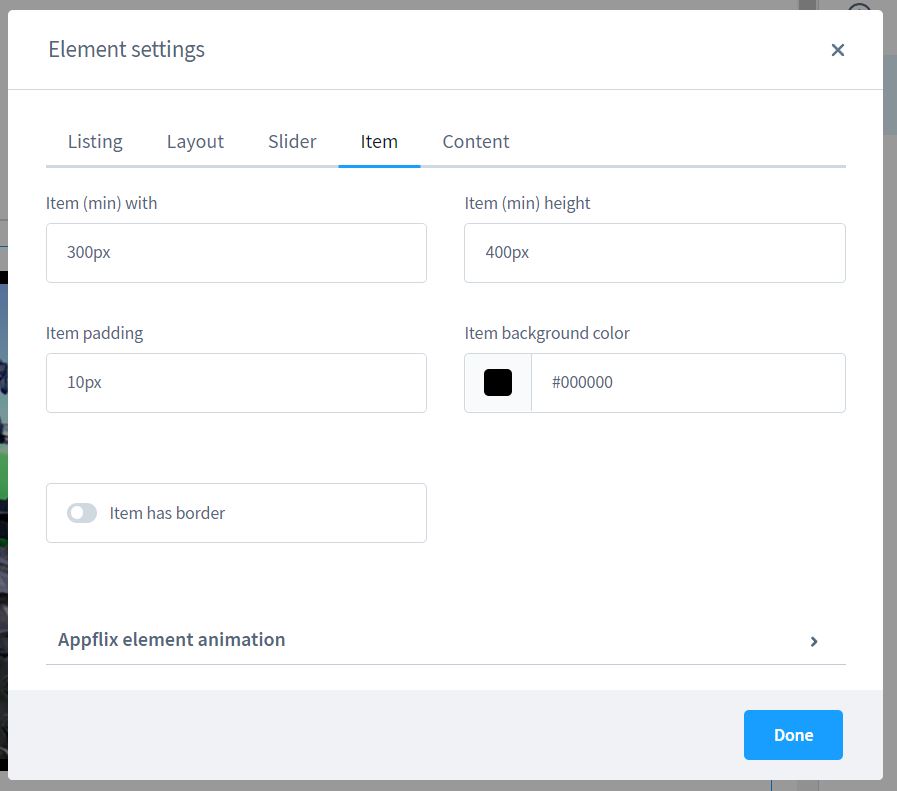 Element settings
Listing Layout Slider Item Content
Item (min) with Item (min) height
300px 400px
Item padding Item background color
10px #000000
Item has border
Appflix element animation
Done